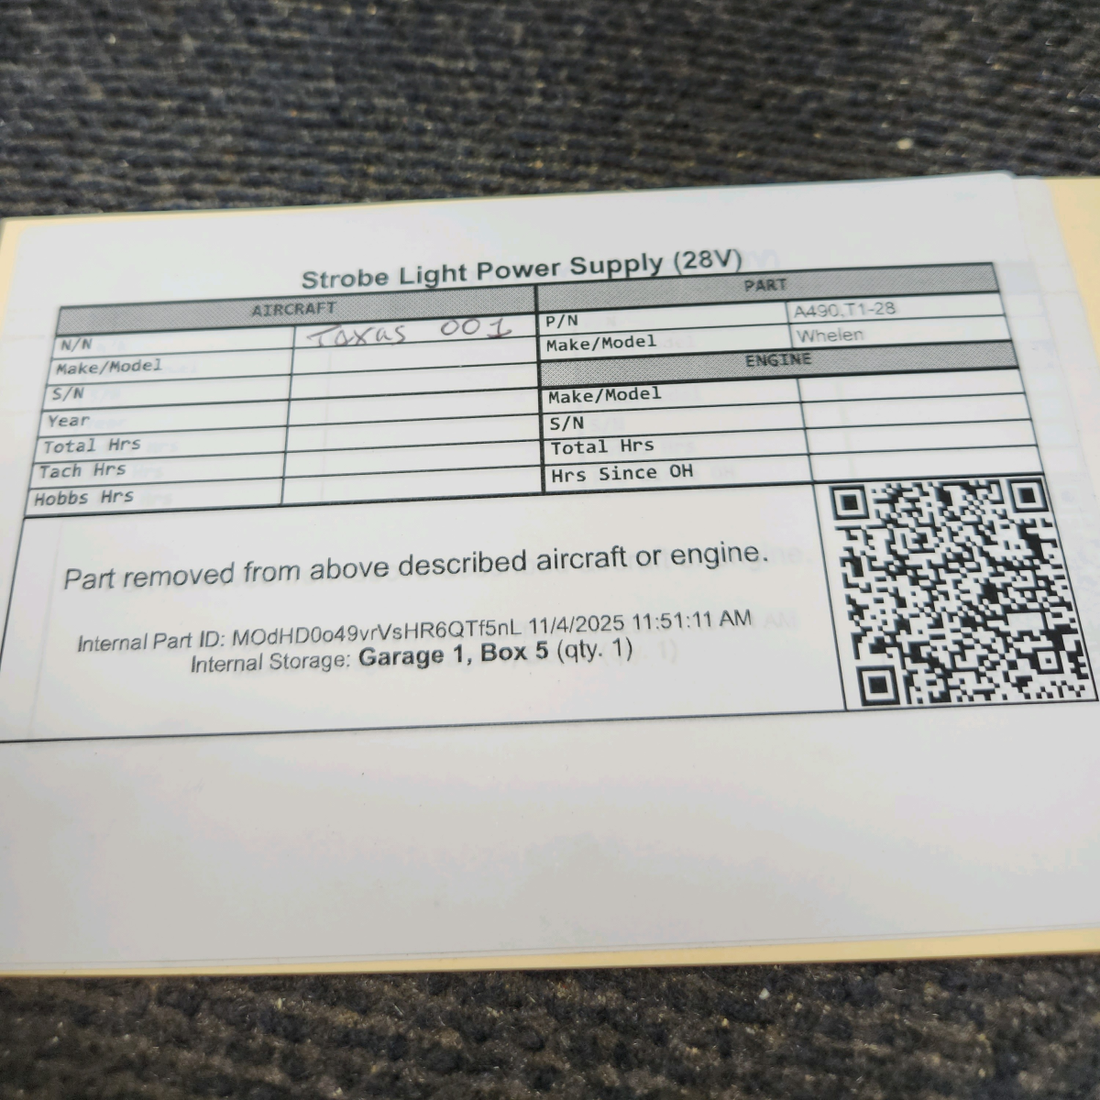 Strobe Light Power Supply (28V)
AIRCRAFT
N/N Texas 001
Make/Model
S/N
Year
Total Hrs
Tach Hrs
Hobbs Hrs
PART
P/N A490,T1-28
Make/Model Whelen
ENGINE
Make/Model
S/N
Total Hrs
Hrs Since OH
Part removed from above described aircraft or engine.
Internal Part ID: MOdHD0o49vrVsHR6QTf5nL 11/4/2025 11:51:11 AM
Internal Storage: Garage 1, Box 5 (qty. 1)